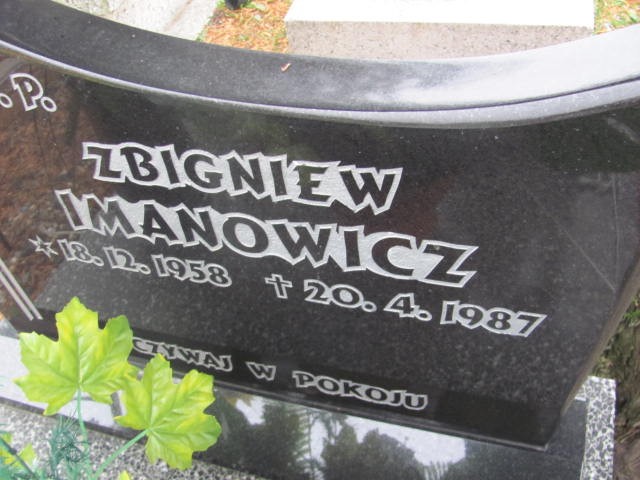 .P.
ZBIGNIEW
IMANOWICZ
☆ 18. 12. 1958 † 20. 4. 1987
CZYWAJ W POKOJU